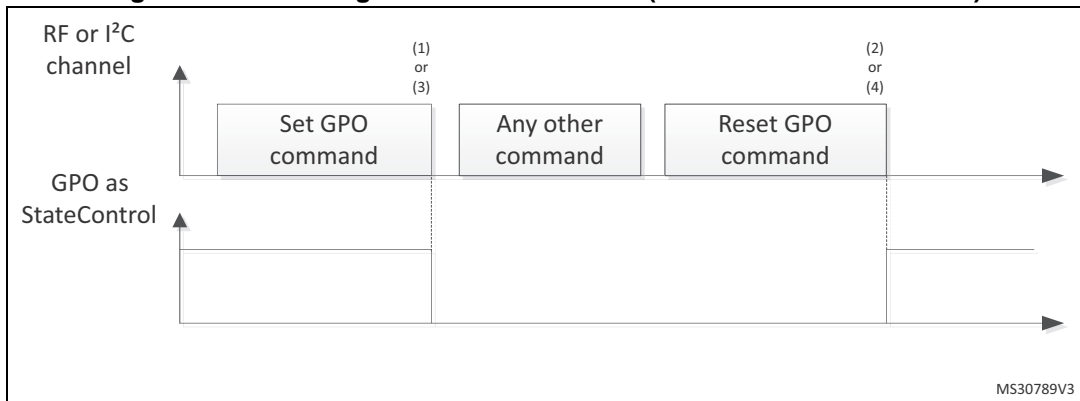 RF or I²C
channel
(1)
or
(3)
(2)
or
(4)
Set GPO
command
Any other
command
Reset GPO
command
GPO as
StateControl
MS30789V3